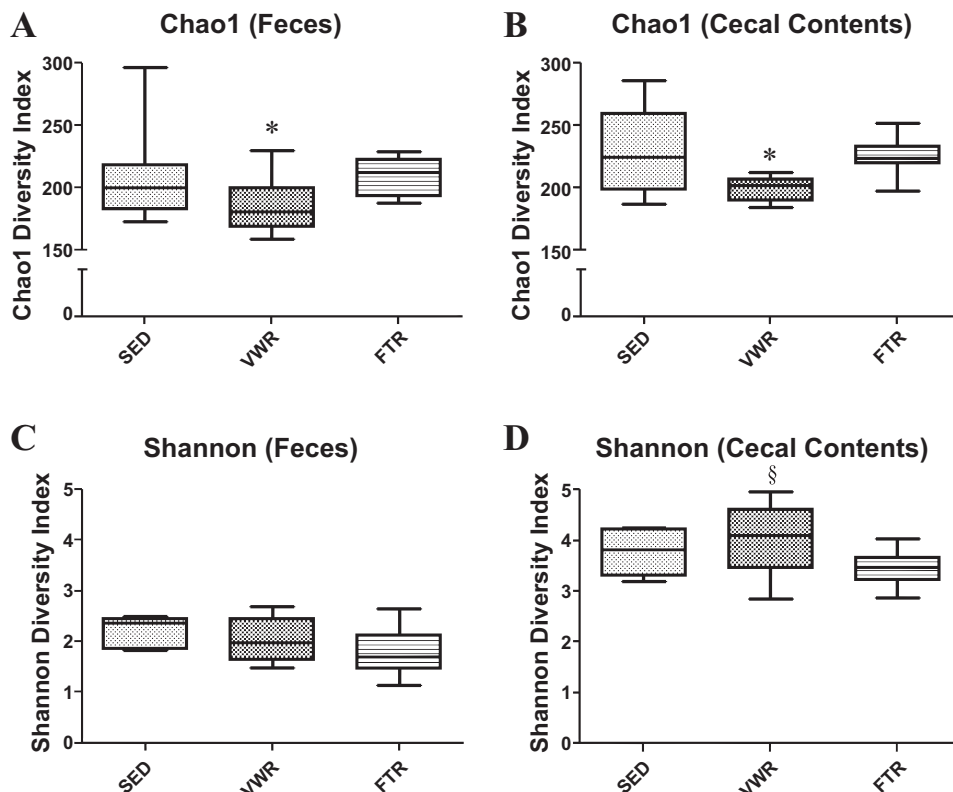 A
Chao1 (Feces)
Chao1 Diversity Index
300
250
200
150
0
*
SED
VWR
FTR
B
Chao1 (Cecal Contents)
Chao1 Diversity Index
300
250
200
150
0
*
SED
VWR
FTR
C
Shannon (Feces)
Shannon Diversity Index
5
4
3
2
1
0
SED
VWR
FTR
D
Shannon (Cecal Contents)
Shannon Diversity Index
5
4
3
2
1
0
§
SED
VWR
FTR